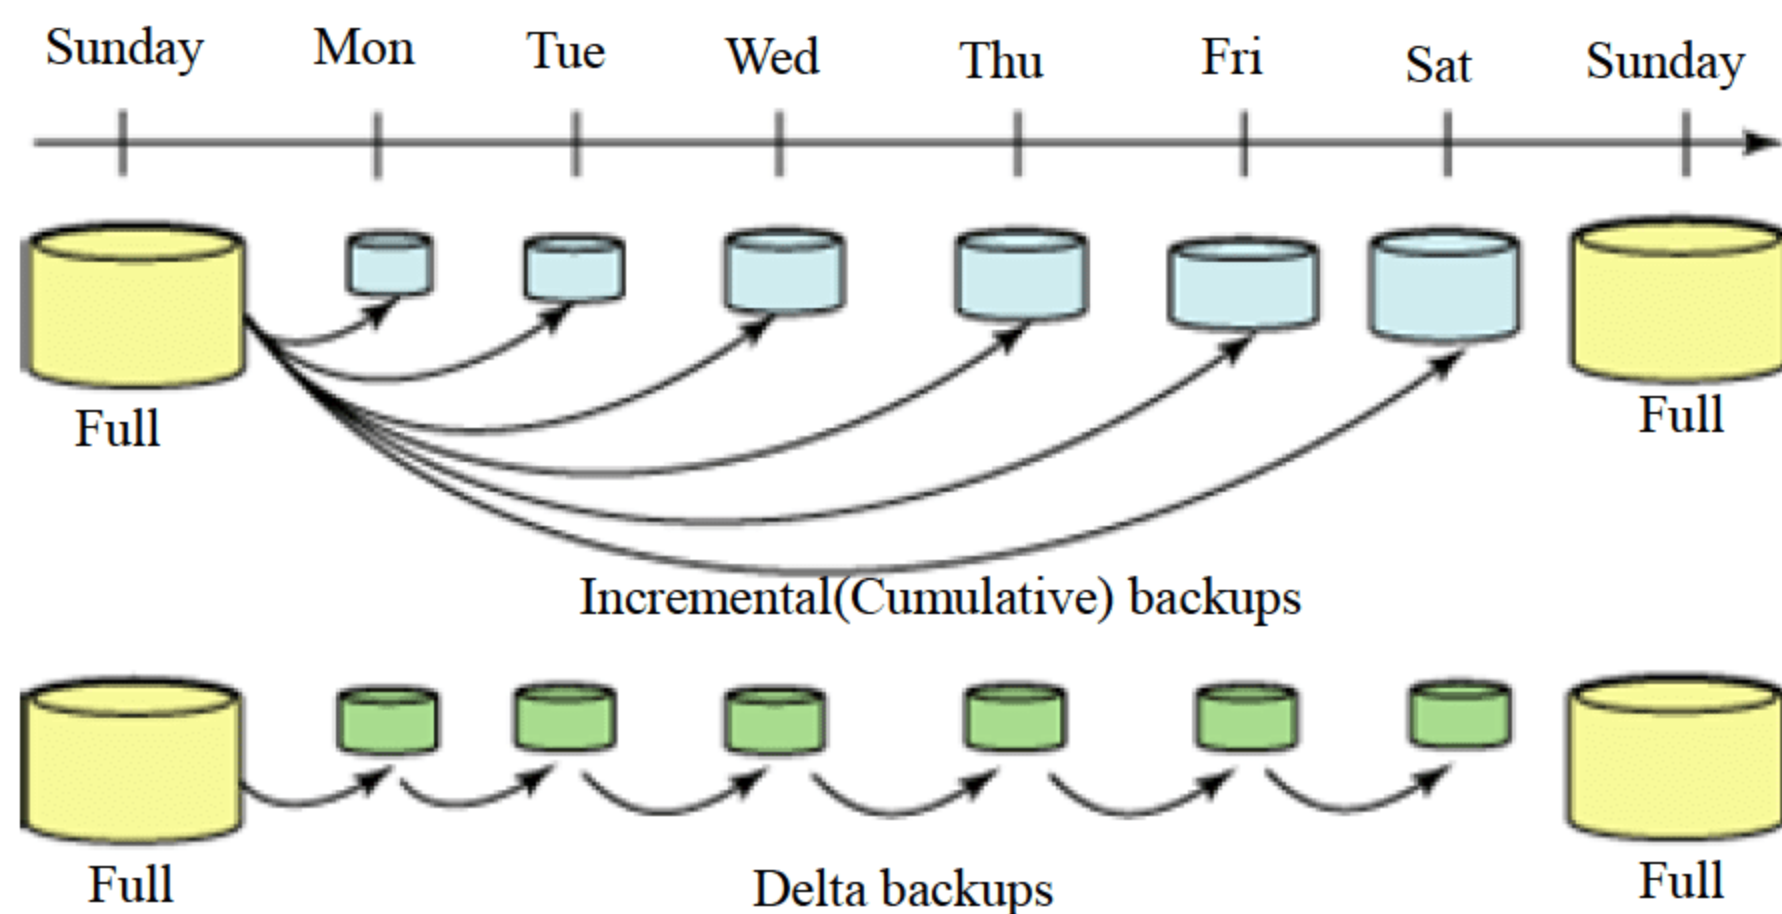 Sunday Mon Tue Wed Thu Fri Sat Sunday
Full Full
Incremental(Cumulative) backups
Full Delta backups Full